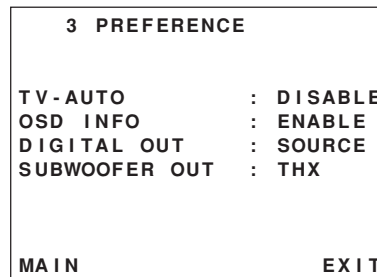 3 PREFERENCE
TV-AUTO : DISABLE
OSD INFO : ENABLE
DIGITAL OUT : SOURCE
SUBWOOFER OUT : THX
MAIN EXIT